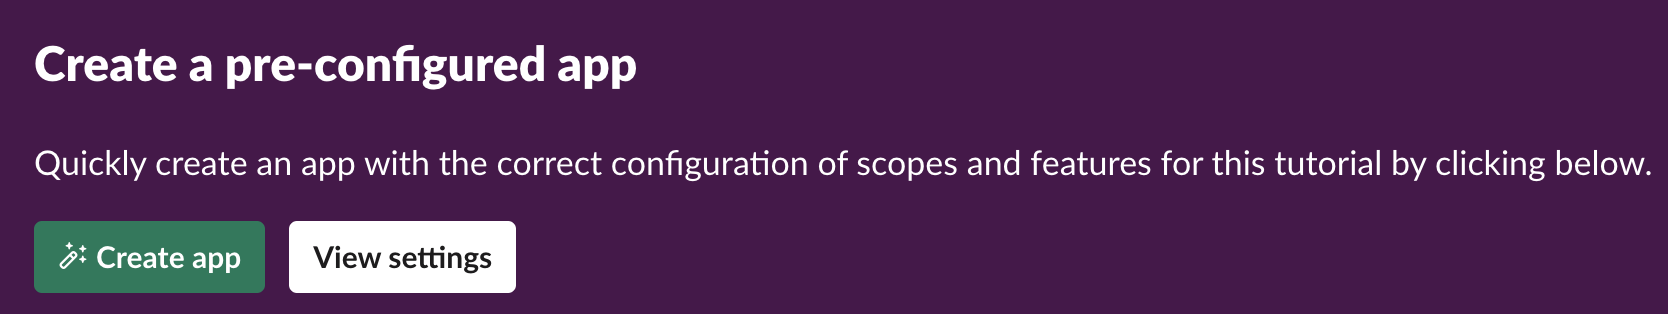 Create a pre-configured app
Quickly create an app with the correct configuration of scopes and features for this tutorial by clicking below.
Create app
View settings